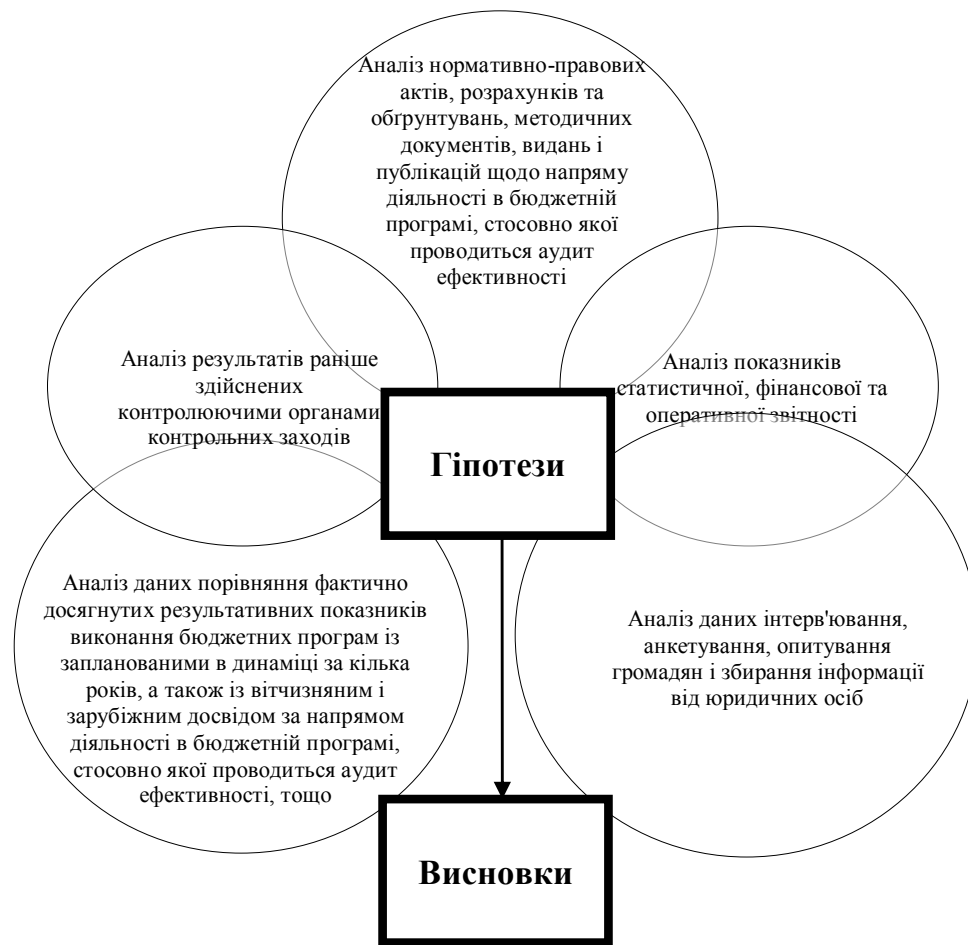 Аналіз нормативно-правових
актів, розрахунків та
обґрунтувань, методичних
документів, видань і
публікацій щодо напряму
діяльності в бюджетній
програмі, стосовно якої
проводиться аудит
ефективності
Аналіз результатів раніше
здійснених
контролюючими органами
контрольних заходів
Аналіз показників
статистичної, фінансової та
оперативної звітності
Гіпотези
Аналіз даних порівняння фактично
досягнутих результативних показників
виконання бюджетних програм із
запланованими в динаміці за кілька
років, а також із вітчизняним і
зарубіжним досвідом за напрямом
діяльності в бюджетній програмі,
стосовно якої проводиться аудит
ефективності, тощо
Аналіз даних інтерв'ювання,
анкетування, опитування
громадян і збирання інформації
від юридичних осіб
Висновки